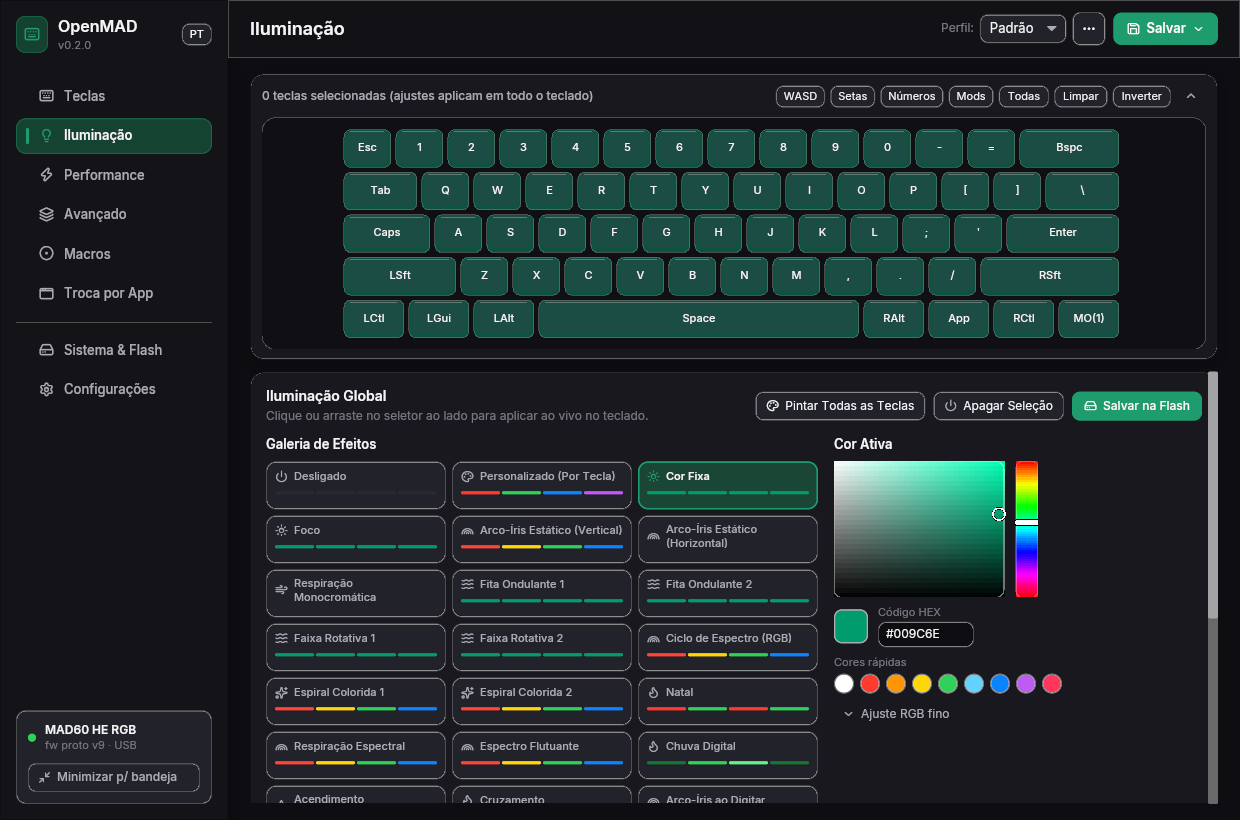 OpenMAD
v0.2.0
PT
Teclas
Iluminação
Performance
Avançado
Macros
Troca por App
Sistema & Flash
Configurações
MAD60 HE RGB
fw proto v9 · USB
Minimizar p/ bandeja
Iluminação
Perfil: Padrão ... Salvar
0 teclas selecionadas (ajustes aplicam em todo o teclado)
WASD Setas Números Mods Todas Limpar Inverter
Esc 1 2 3 4 5 6 7 8 9 0 - = Bspc
Tab Q W E R T Y U I O P [ ] \
Caps A S D F G H J K L ; ' Enter
LSft Z X C V B N M , . / RSft
LCtl LGui LAlt Space RAlt App RCtl MO(1)
Iluminação Global
Clique ou arraste no seletor ao lado para aplicar ao vivo no teclado.
Pintar Todas as Teclas Apagar Seleção Salvar na Flash
Galeria de Efeitos
Desligado Personalizado (Por Tecla) Cor Fixa
Foco Arco-Íris Estático (Vertical) Arco-Íris Estático
(Horizontal)
Respiração
Monocromática
Fita Ondulante 1 Fita Ondulante 2
Faixa Rotativa 1 Faixa Rotativa 2 Ciclo de Espectro (RGB)
Espiral Colorida 1 Espiral Colorida 2 Natal
Respiração Espectral Espectro Flutuante Chuva Digital
Acendimento Cruzamento Arco-Íris ao Digitar
Cor Ativa
Código HEX
#009C6E
Cores rápidas
Ajuste RGB fino